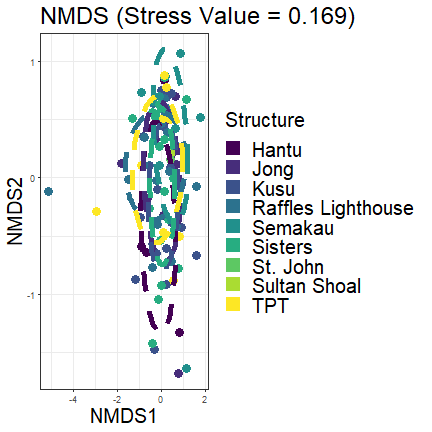 NMDS (Stress Value = 0.169)
1
0
-1
NMDS2
-4
-2
0
2
NMDS1
Structure
Hantu
Jong
Kusu
Raffles Lighthouse
Semakau
Sisters
St. John
Sultan Shoal
TPT